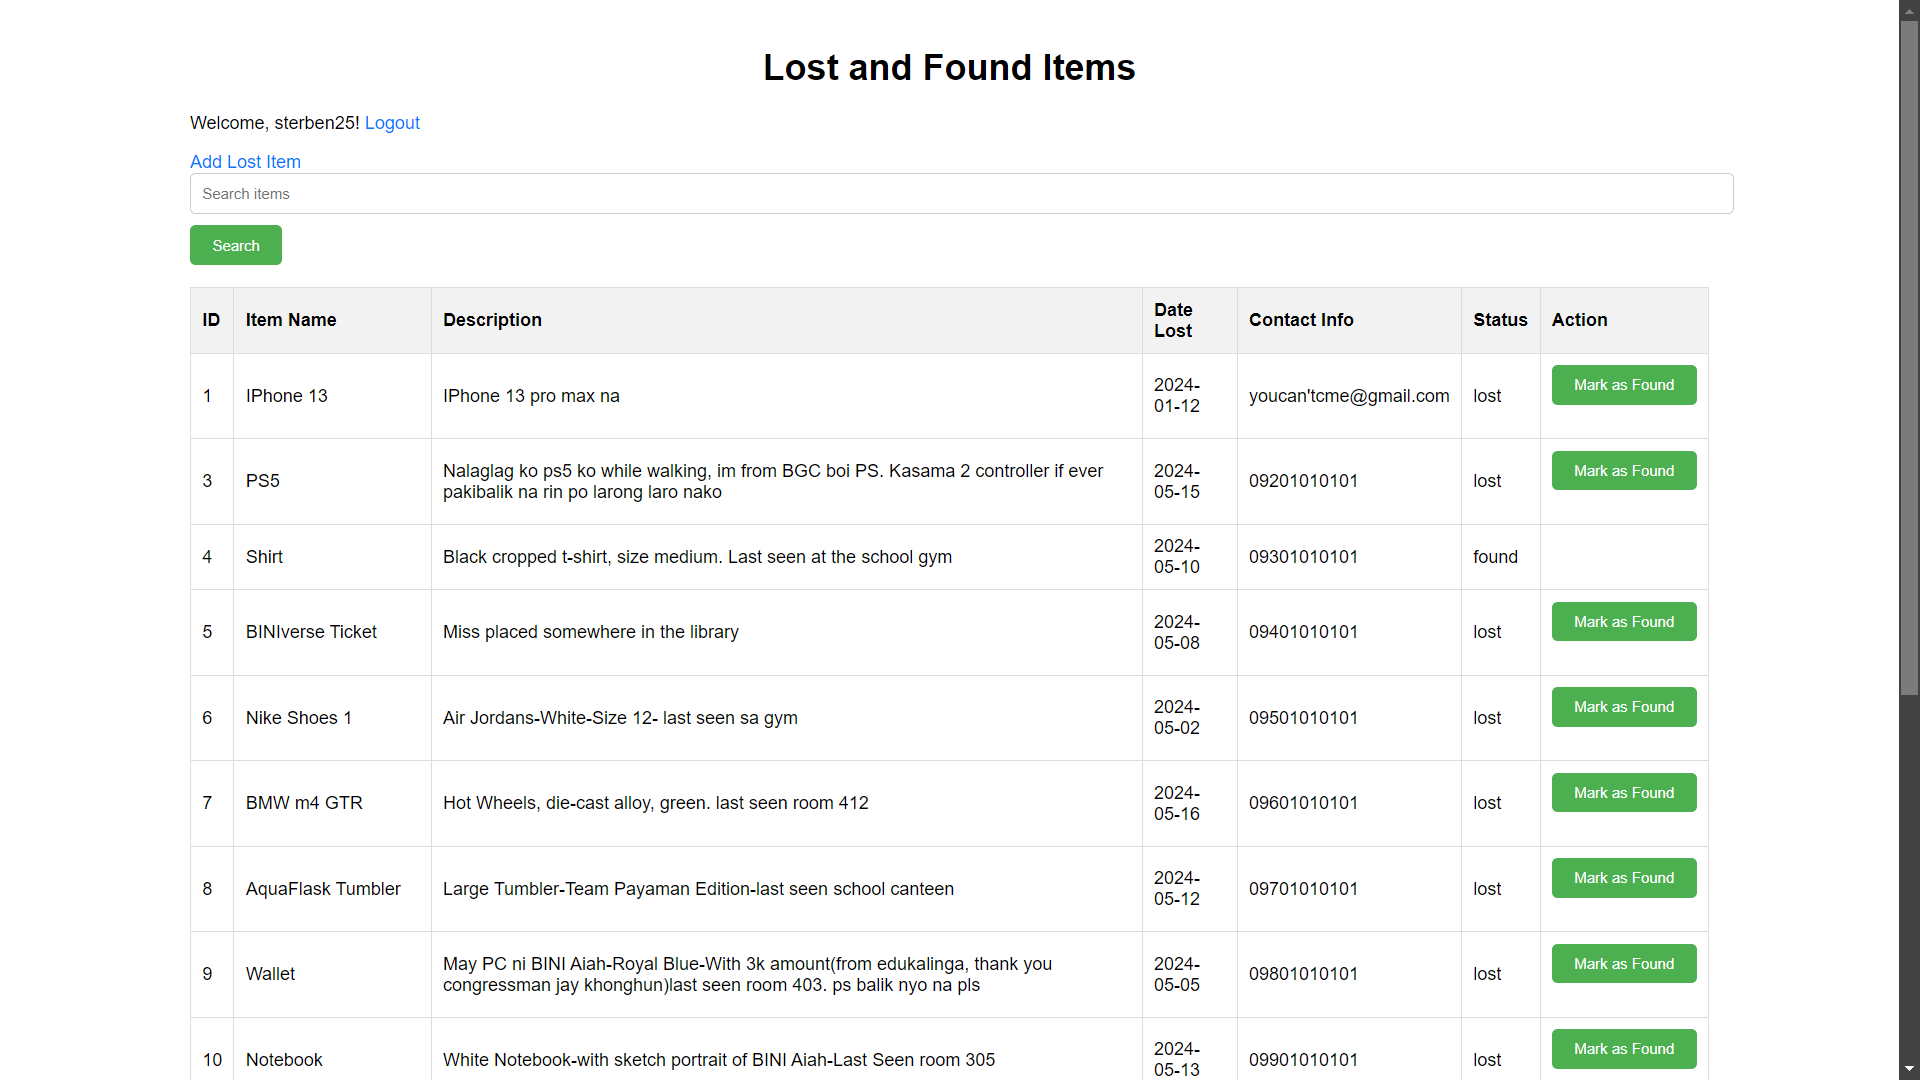 Lost and Found Items
Welcome, sterben25! Logout
Add Lost Item
Search items
Search
ID Item Name Description Date Lost Contact Info Status Action
1 IPhone 13 IPhone 13 pro max na 2024-01-12 youcan'tcme@gmail.com lost Mark as Found
3 PS5 Nalaglag ko ps5 ko while walking, im from BGC boi PS. Kasama 2 controller if ever pakibalik na rin po larong laro nako 2024-05-15 09201010101 lost Mark as Found
4 Shirt Black cropped t-shirt, size medium. Last seen at the school gym 2024-05-10 09301010101 found
5 BINIverse Ticket Miss placed somewhere in the library 2024-05-08 09401010101 lost Mark as Found
6 Nike Shoes 1 Air Jordans-White-Size 12- last seen sa gym 2024-05-02 09501010101 lost Mark as Found
7 BMW m4 GTR Hot Wheels, die-cast alloy, green. last seen room 412 2024-05-16 09601010101 lost Mark as Found
8 AquaFlask Tumbler Large Tumbler-Team Payaman Edition-last seen school canteen 2024-05-12 09701010101 lost Mark as Found
9 Wallet May PC ni BINI Aiah-Royal Blue-With 3k amount(from edukalinga, thank you congressman jay khonghun)last seen room 403. ps balik nyo na pls 2024-05-05 09801010101 lost Mark as Found
10 Notebook White Notebook-with sketch portrait of BINI Aiah-Last Seen room 305 2024-05-13 09901010101 lost Mark as Found